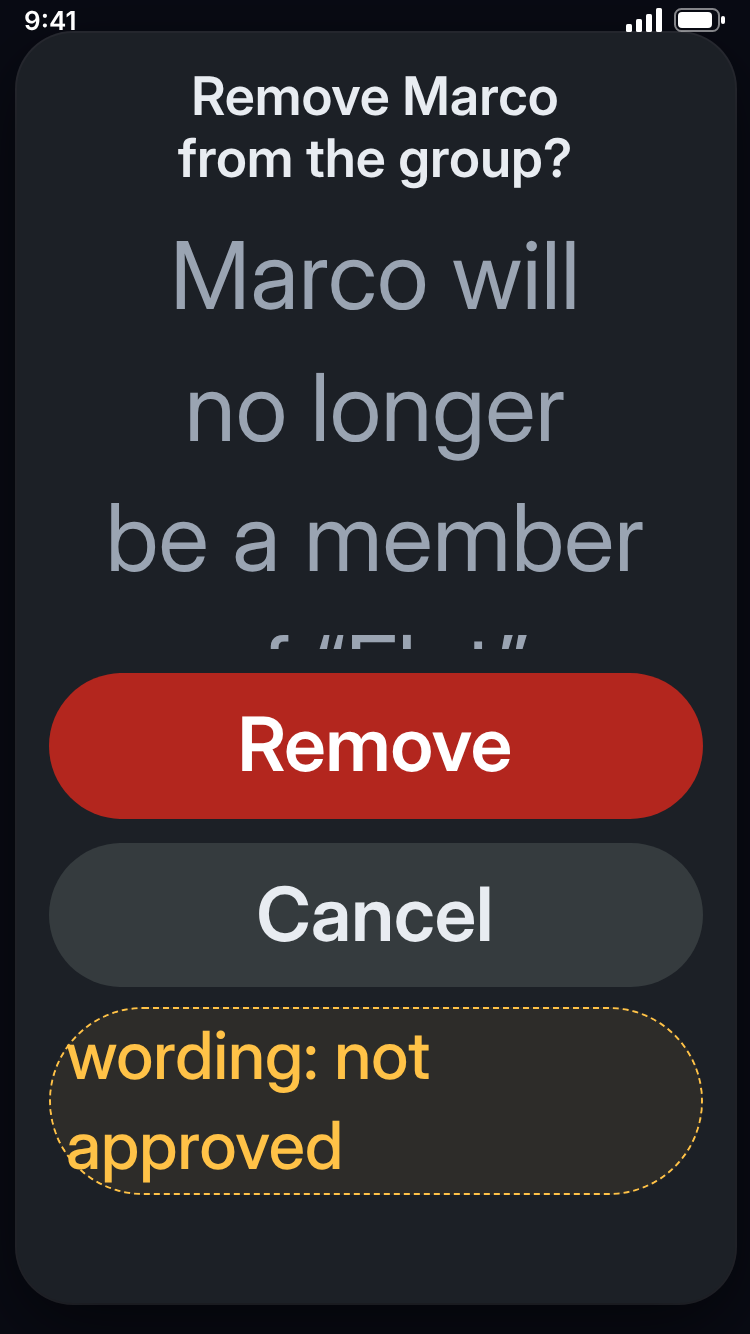 9:41
Remove Marco
from the group?
Marco will
no longer
be a member
Remove
Cancel
wording: not
approved